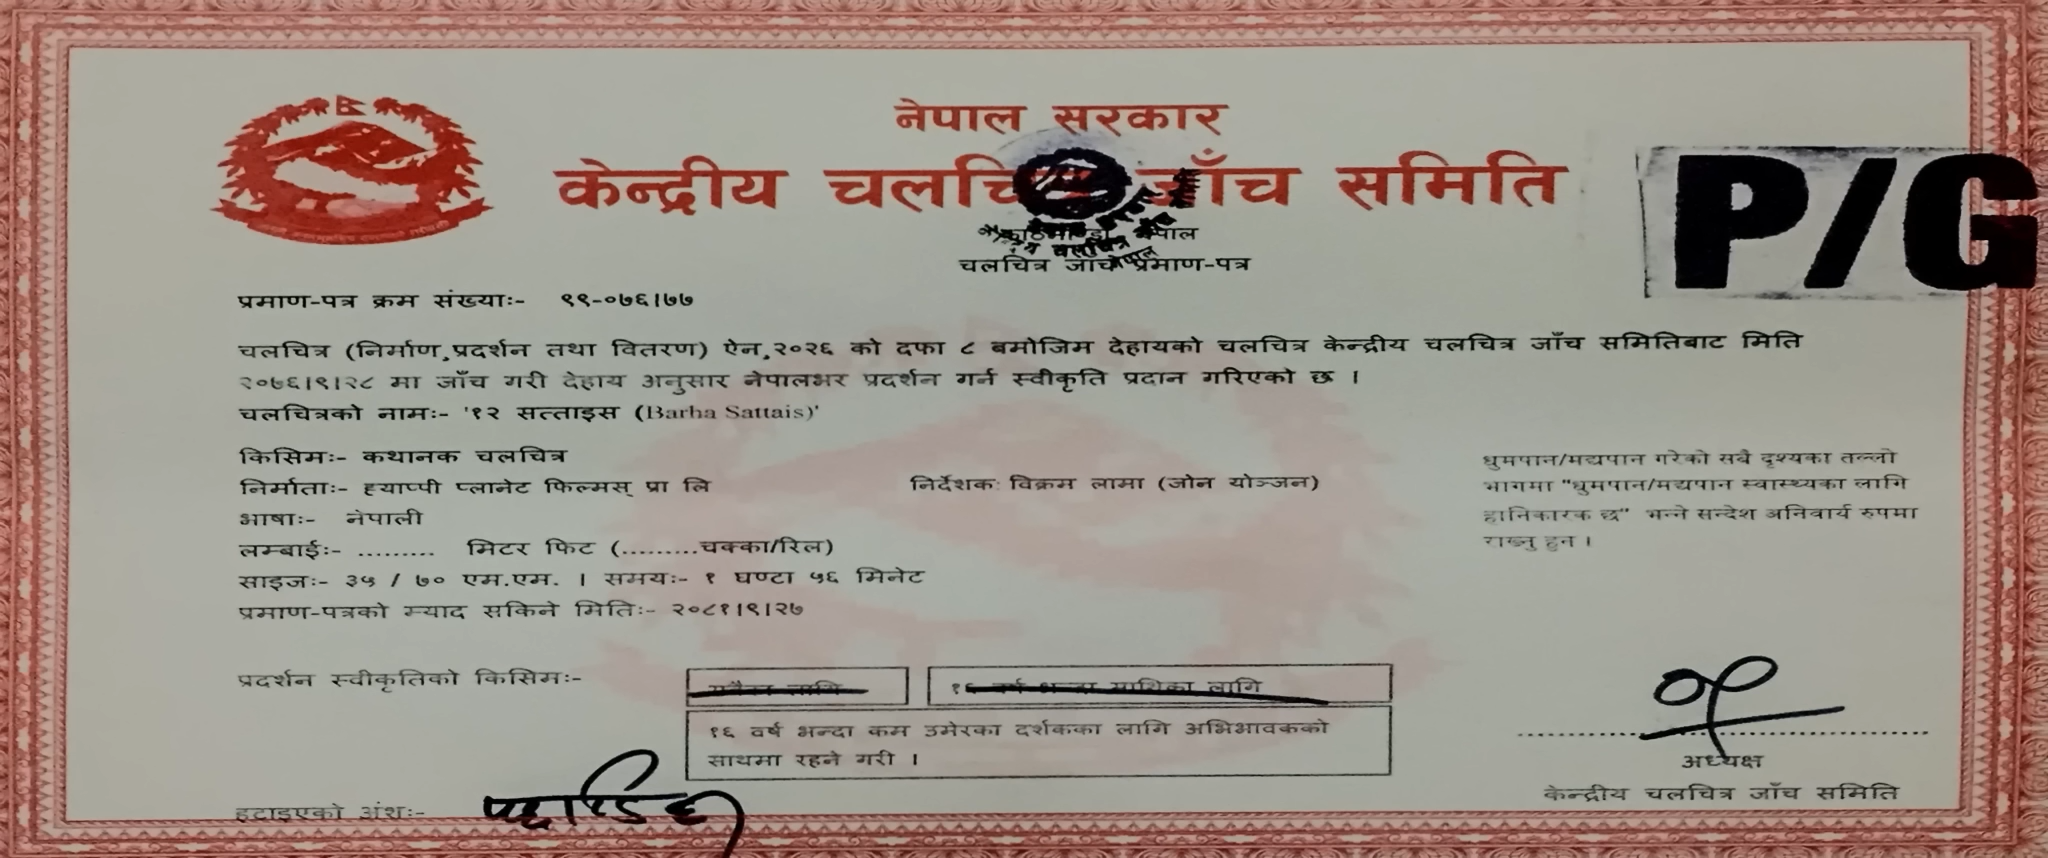 नेपाल सरकार
केन्द्रीय चलचित्र जाँच समिति
P/G
काठमाण्डौ नेपाल
चलचित्र जाँच प्रमाण-पत्र
प्रमाण-पत्र क्रम संख्याः- ९९-०७६।७७
चलचित्र (निर्माण,प्रदर्शन तथा वितरण) ऐन,२०२६ को दफा ८ बमोजिम देहायको चलचित्र केन्द्रीय चलचित्र जाँच समितिबाट मिति
२०७६।९।२८ मा जाँच गरी देहाय अनुसार नेपालभर प्रदर्शन गर्न स्वीकृति प्रदान गरिएको छ ।
चलचित्रको नामः- '१२ सत्ताइस (Barha Sattais)'
किसिमः- कथानक चलचित्र
निर्माताः- ह्याप्पी प्लानेट फिल्मस् प्रा लि
निर्देशकः विक्रम लामा (जोन योञ्जन)
भाषाः- नेपाली
लम्बाईः- ......... मिटर फिट (.........चक्का/रिल)
साइजः- ३५ / ७० एम.एम. । समयः- १ घण्टा ५६ मिनेट
प्रमाण-पत्रको म्याद सकिने मितिः- २०८१।९।२७
धुमपान/मद्यपान गरेको सबै दृश्यका तल्लो
भागमा "धुमपान/मद्यपान स्वास्थ्यका लागि
हानिकारक छ" भन्ने सन्देश अनिवार्य रुपमा
राख्नु हुन ।
प्रदर्शन स्वीकृतिको किसिमः-
सबैका लागि
१६ वर्ष भन्दा माथिका लागि
१६ वर्ष भन्दा कम उमेरका दर्शकका लागि अभिभावकको
साथमा रहने गरी ।
हटाइएको अंशः-
अध्यक्ष
केन्द्रीय चलचित्र जाँच समिति